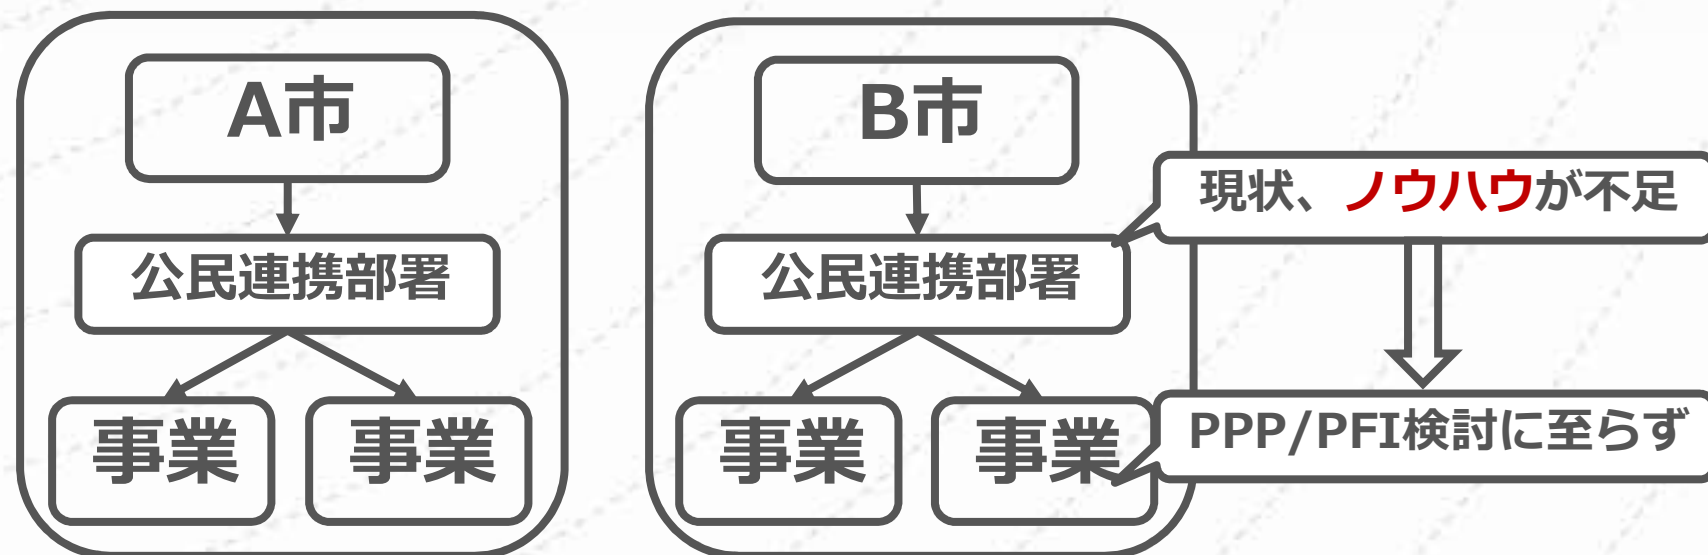 A市
公民連携部署
事業
事業
B市
公民連携部署
事業
事業
現状、ノウハウが不足
PPP/PFI検討に至らず